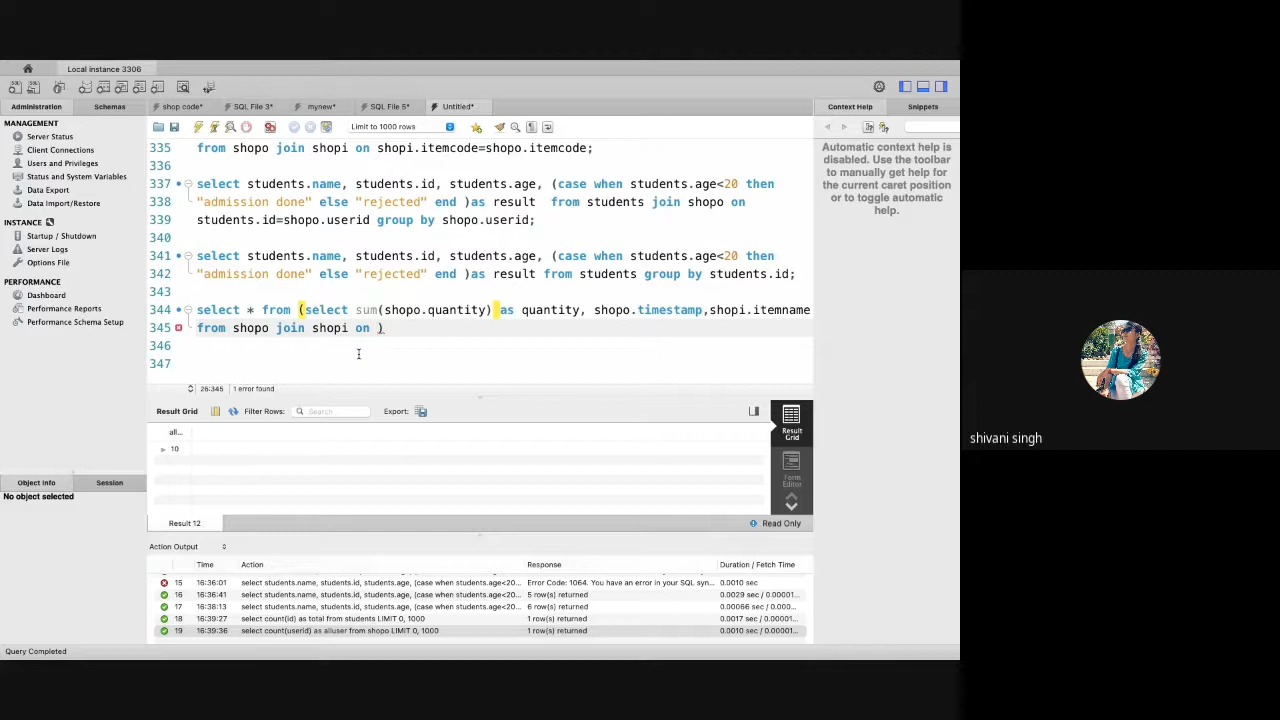 Local instance 3306
Administration
Schemas
shop code*
SQL File 3*
mynew*
SQL File 5*
Untitled*
Context Help
Snippets
MANAGEMENT
Server Status
Client Connections
Users and Privileges
Status and System Variables
Data Export
Data Import/Restore
INSTANCE
Startup / Shutdown
Server Logs
Options File
PERFORMANCE
Dashboard
Performance Reports
Performance Schema Setup
Object Info
Session
No object selected
Limit to 1000 rows
335 from shopo join shopi on shopi.itemcode=shopo.itemcode;
336
337 select students.name, students.id, students.age, (case when students.age<20 then
338 "admission done" else "rejected" end )as result  from students join shopo on
339 students.id=shopo.userid group by shopo.userid;
340
341 select students.name, students.id, students.age, (case when students.age<20 then
342 "admission done" else "rejected" end )as result from students group by students.id;
343
344 select * from (select sum(shopo.quantity) as quantity, shopo.timestamp,shopi.itemname
345 from shopo join shopi on )
346
347
26:345
1 error found
Automatic context help is
disabled. Use the toolbar to
manually get help for the
current caret position or to
toggle automatic help.
Result Grid
Filter Rows:
Search
Export:
all...
10
Result Grid
Form Editor
Result 12
Read Only
Action Output
Time Action Response Duration / Fetch Time
15 16:36:01 select students.name, students.id, students.age, (case when students.age<20... Error Code: 1064. You have an error in your SQL syn... 0.0010 sec
16 16:36:41 select students.name, students.id, students.age, (case when students.age<20... 5 row(s) returned 0.0029 sec / 0.00001...
17 16:38:13 select students.name, students.id, students.age, (case when students.age<20... 6 row(s) returned 0.00066 sec / 0.000...
18 16:39:27 select count(id) as total from students LIMIT 0, 1000 1 row(s) returned 0.0017 sec / 0.00001...
19 16:39:36 select count(userid) as alluser from shopo LIMIT 0, 1000 1 row(s) returned 0.0010 sec / 0.00001...
Query Completed
shivani singh